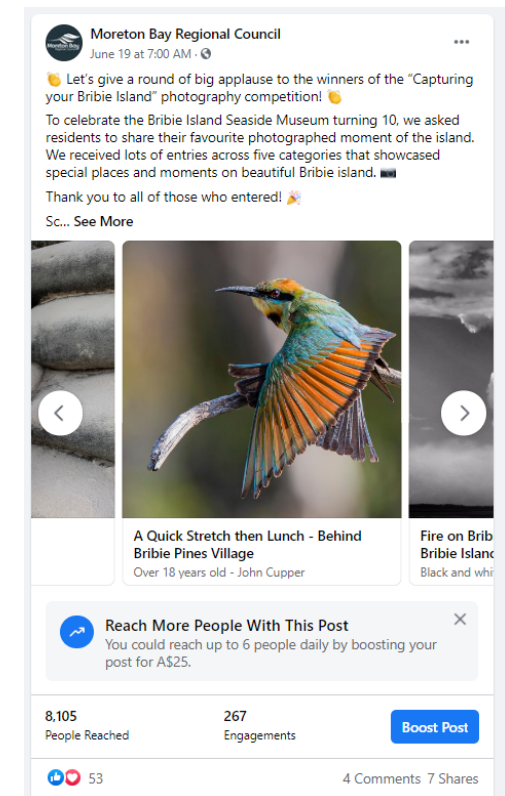 Moreton Bay Regional Council
June 19 at 7:00 AM ·
👏 Let's give a round of big applause to the winners of the "Capturing
your Bribie Island" photography competition! 👏
To celebrate the Bribie Island Seaside Museum turning 10, we asked
residents to share their favourite photographed moment of the island.
We received lots of entries across five categories that showcased
special places and moments on beautiful Bribie island. 📷
Thank you to all of those who entered! 🎉
Sc... See More
A Quick Stretch then Lunch - Behind
Bribie Pines Village
Over 18 years old - John Cupper
Fire on Brib
Bribie Island
Black and whi
Reach More People With This Post
You could reach up to 6 people daily by boosting your
post for A$25.
8,105
People Reached
267
Engagements
Boost Post
53
4 Comments 7 Shares